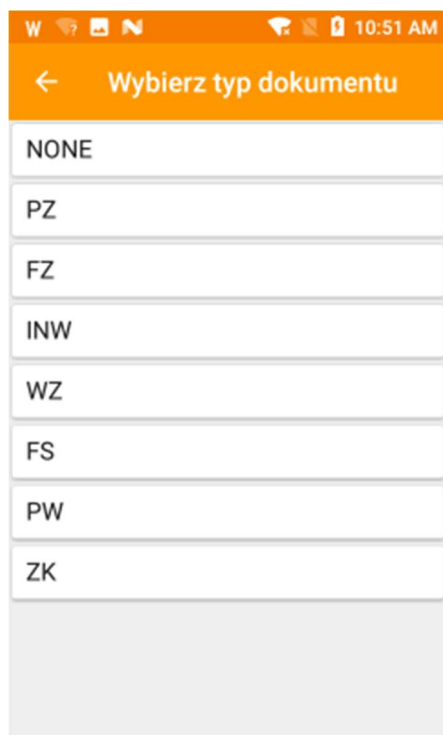 W 10:51 AM
Wybierz typ dokumentu
NONE
PZ
FZ
INW
WZ
FS
PW
ZK